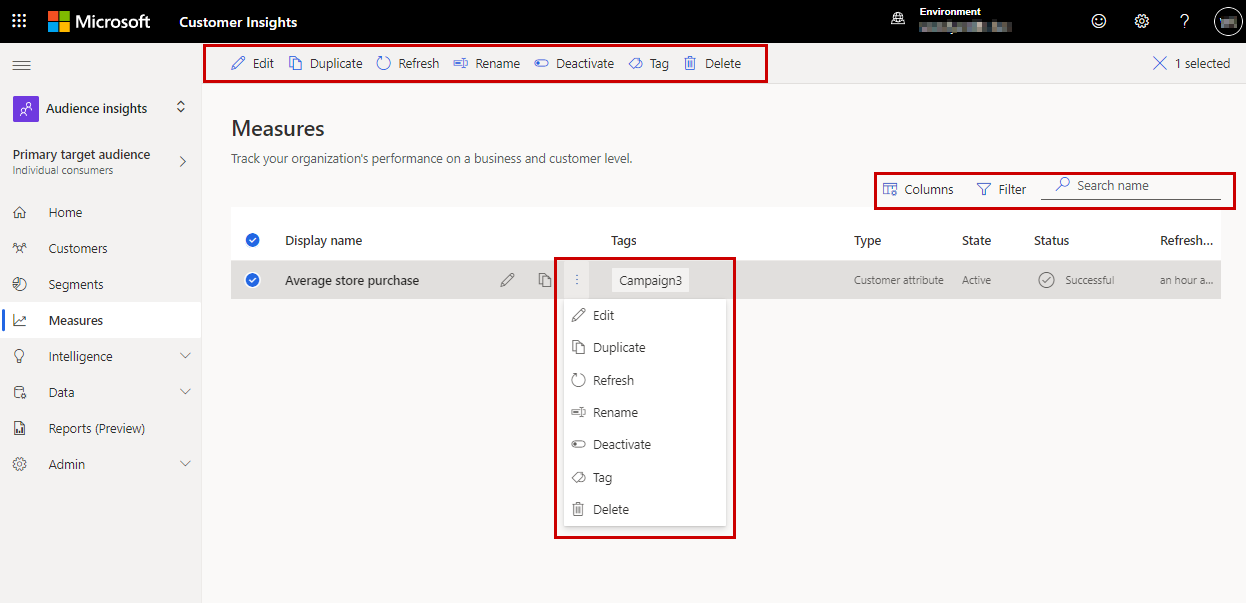 Microsoft Customer Insights Environment
Edit Duplicate Refresh Rename Deactivate Tag Delete 1 selected
Audience insights
Primary target audience
Individual consumers
Home
Customers
Segments
Measures
Intelligence
Data
Reports (Preview)
Admin
Measures
Track your organization's performance on a business and customer level.
Columns Filter Search name
Display name Tags Type State Status Refresh...
Average store purchase Campaign3 Customer attribute Active Successful an hour a...
Edit
Duplicate
Refresh
Rename
Deactivate
Tag
Delete